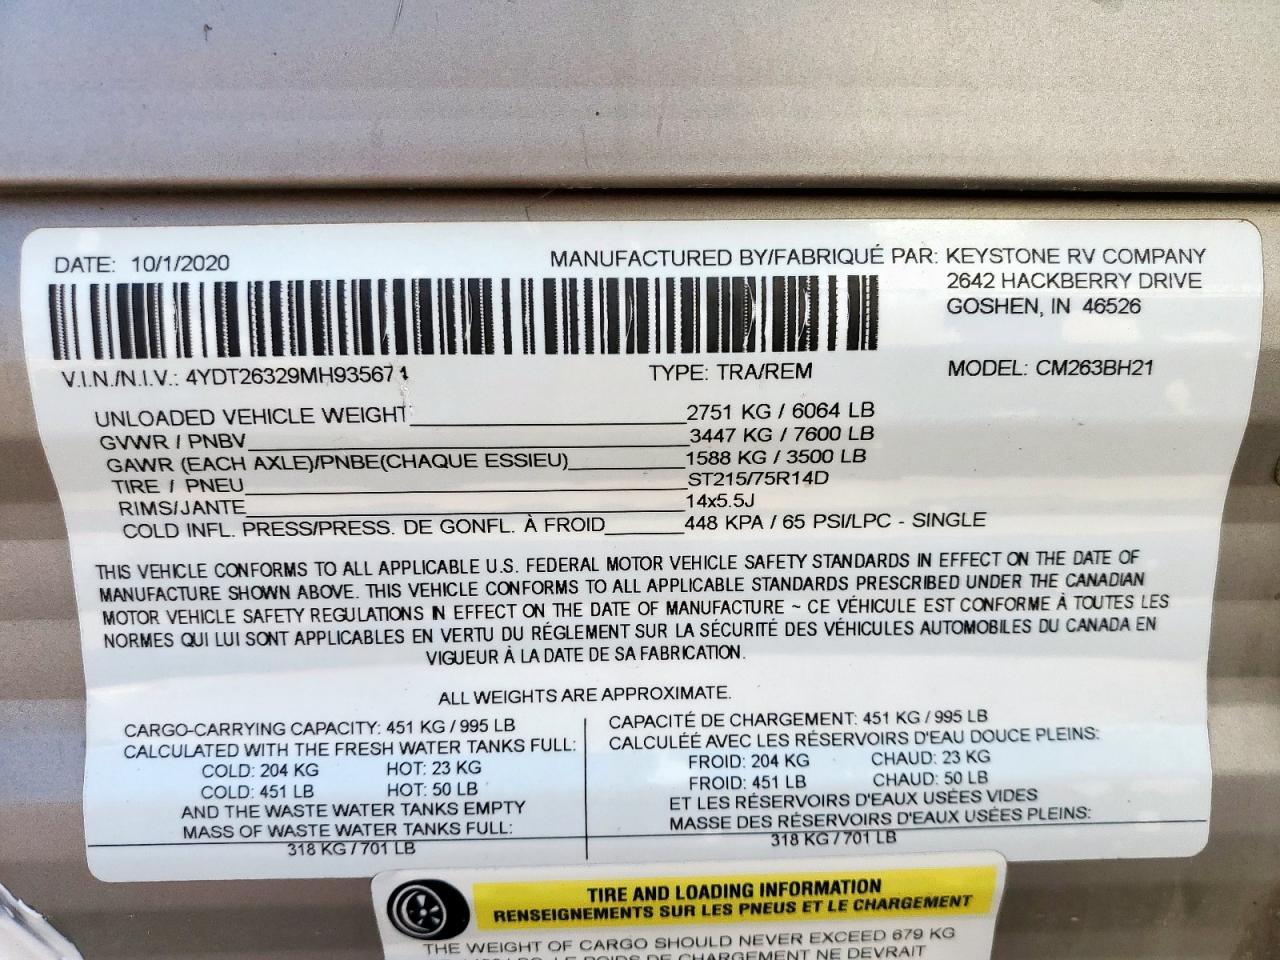 DATE: 10/1/2020
MANUFACTURED BY/FABRIQUÉ PAR: KEYSTONE RV COMPANY
2642 HACKBERRY DRIVE
GOSHEN, IN 46526
V.I.N./N.I.V.: 4YDT26329MH935671
TYPE: TRA/REM
MODEL: CM263BH21
UNLOADED VEHICLE WEIGHT 2751 KG / 6064 LB
GVWR / PNBV 3447 KG / 7600 LB
GAWR (EACH AXLE)/PNBE(CHAQUE ESSIEU) 1588 KG / 3500 LB
TIRE / PNEU ST215/75R14D
RIMS/JANTE 14x5.5J
COLD INFL. PRESS/PRESS. DE GONFL. À FROID 448 KPA / 65 PSI/LPC - SINGLE
THIS VEHICLE CONFORMS TO ALL APPLICABLE U.S. FEDERAL MOTOR VEHICLE SAFETY STANDARDS IN EFFECT ON THE DATE OF
MANUFACTURE SHOWN ABOVE. THIS VEHICLE CONFORMS TO ALL APPLICABLE STANDARDS PRESCRIBED UNDER THE CANADIAN
MOTOR VEHICLE SAFETY REGULATIONS IN EFFECT ON THE DATE OF MANUFACTURE ~ CE VÉHICULE EST CONFORME À TOUTES LES
NORMES QUI LUI SONT APPLICABLES EN VERTU DU RÉGLEMENT SUR LA SÉCURITÉ DES VÉHICULES AUTOMOBILES DU CANADA EN
VIGUEUR À LA DATE DE SA FABRICATION.
ALL WEIGHTS ARE APPROXIMATE.
CARGO-CARRYING CAPACITY: 451 KG / 995 LB
CALCULATED WITH THE FRESH WATER TANKS FULL:
COLD: 204 KG HOT: 23 KG
COLD: 451 LB HOT: 50 LB
AND THE WASTE WATER TANKS EMPTY
MASS OF WASTE WATER TANKS FULL:
318 KG / 701 LB
CAPACITÉ DE CHARGEMENT: 451 KG / 995 LB
CALCULÉE AVEC LES RÉSERVOIRS D'EAU DOUCE PLEINS:
FROID: 204 KG CHAUD: 23 KG
FROID: 451 LB CHAUD: 50 LB
ET LES RÉSERVOIRS D'EAUX USÉES VIDES
MASSE DES RÉSERVOIRS D'EAUX USÉES PLEINS:
318 KG / 701 LB
TIRE AND LOADING INFORMATION
RENSEIGNEMENTS SUR LES PNEUS ET LE CHARGEMENT
THE WEIGHT OF CARGO SHOULD NEVER EXCEED 679 KG
LE POIDS DE CHARGEMENT NE DEVRAIT